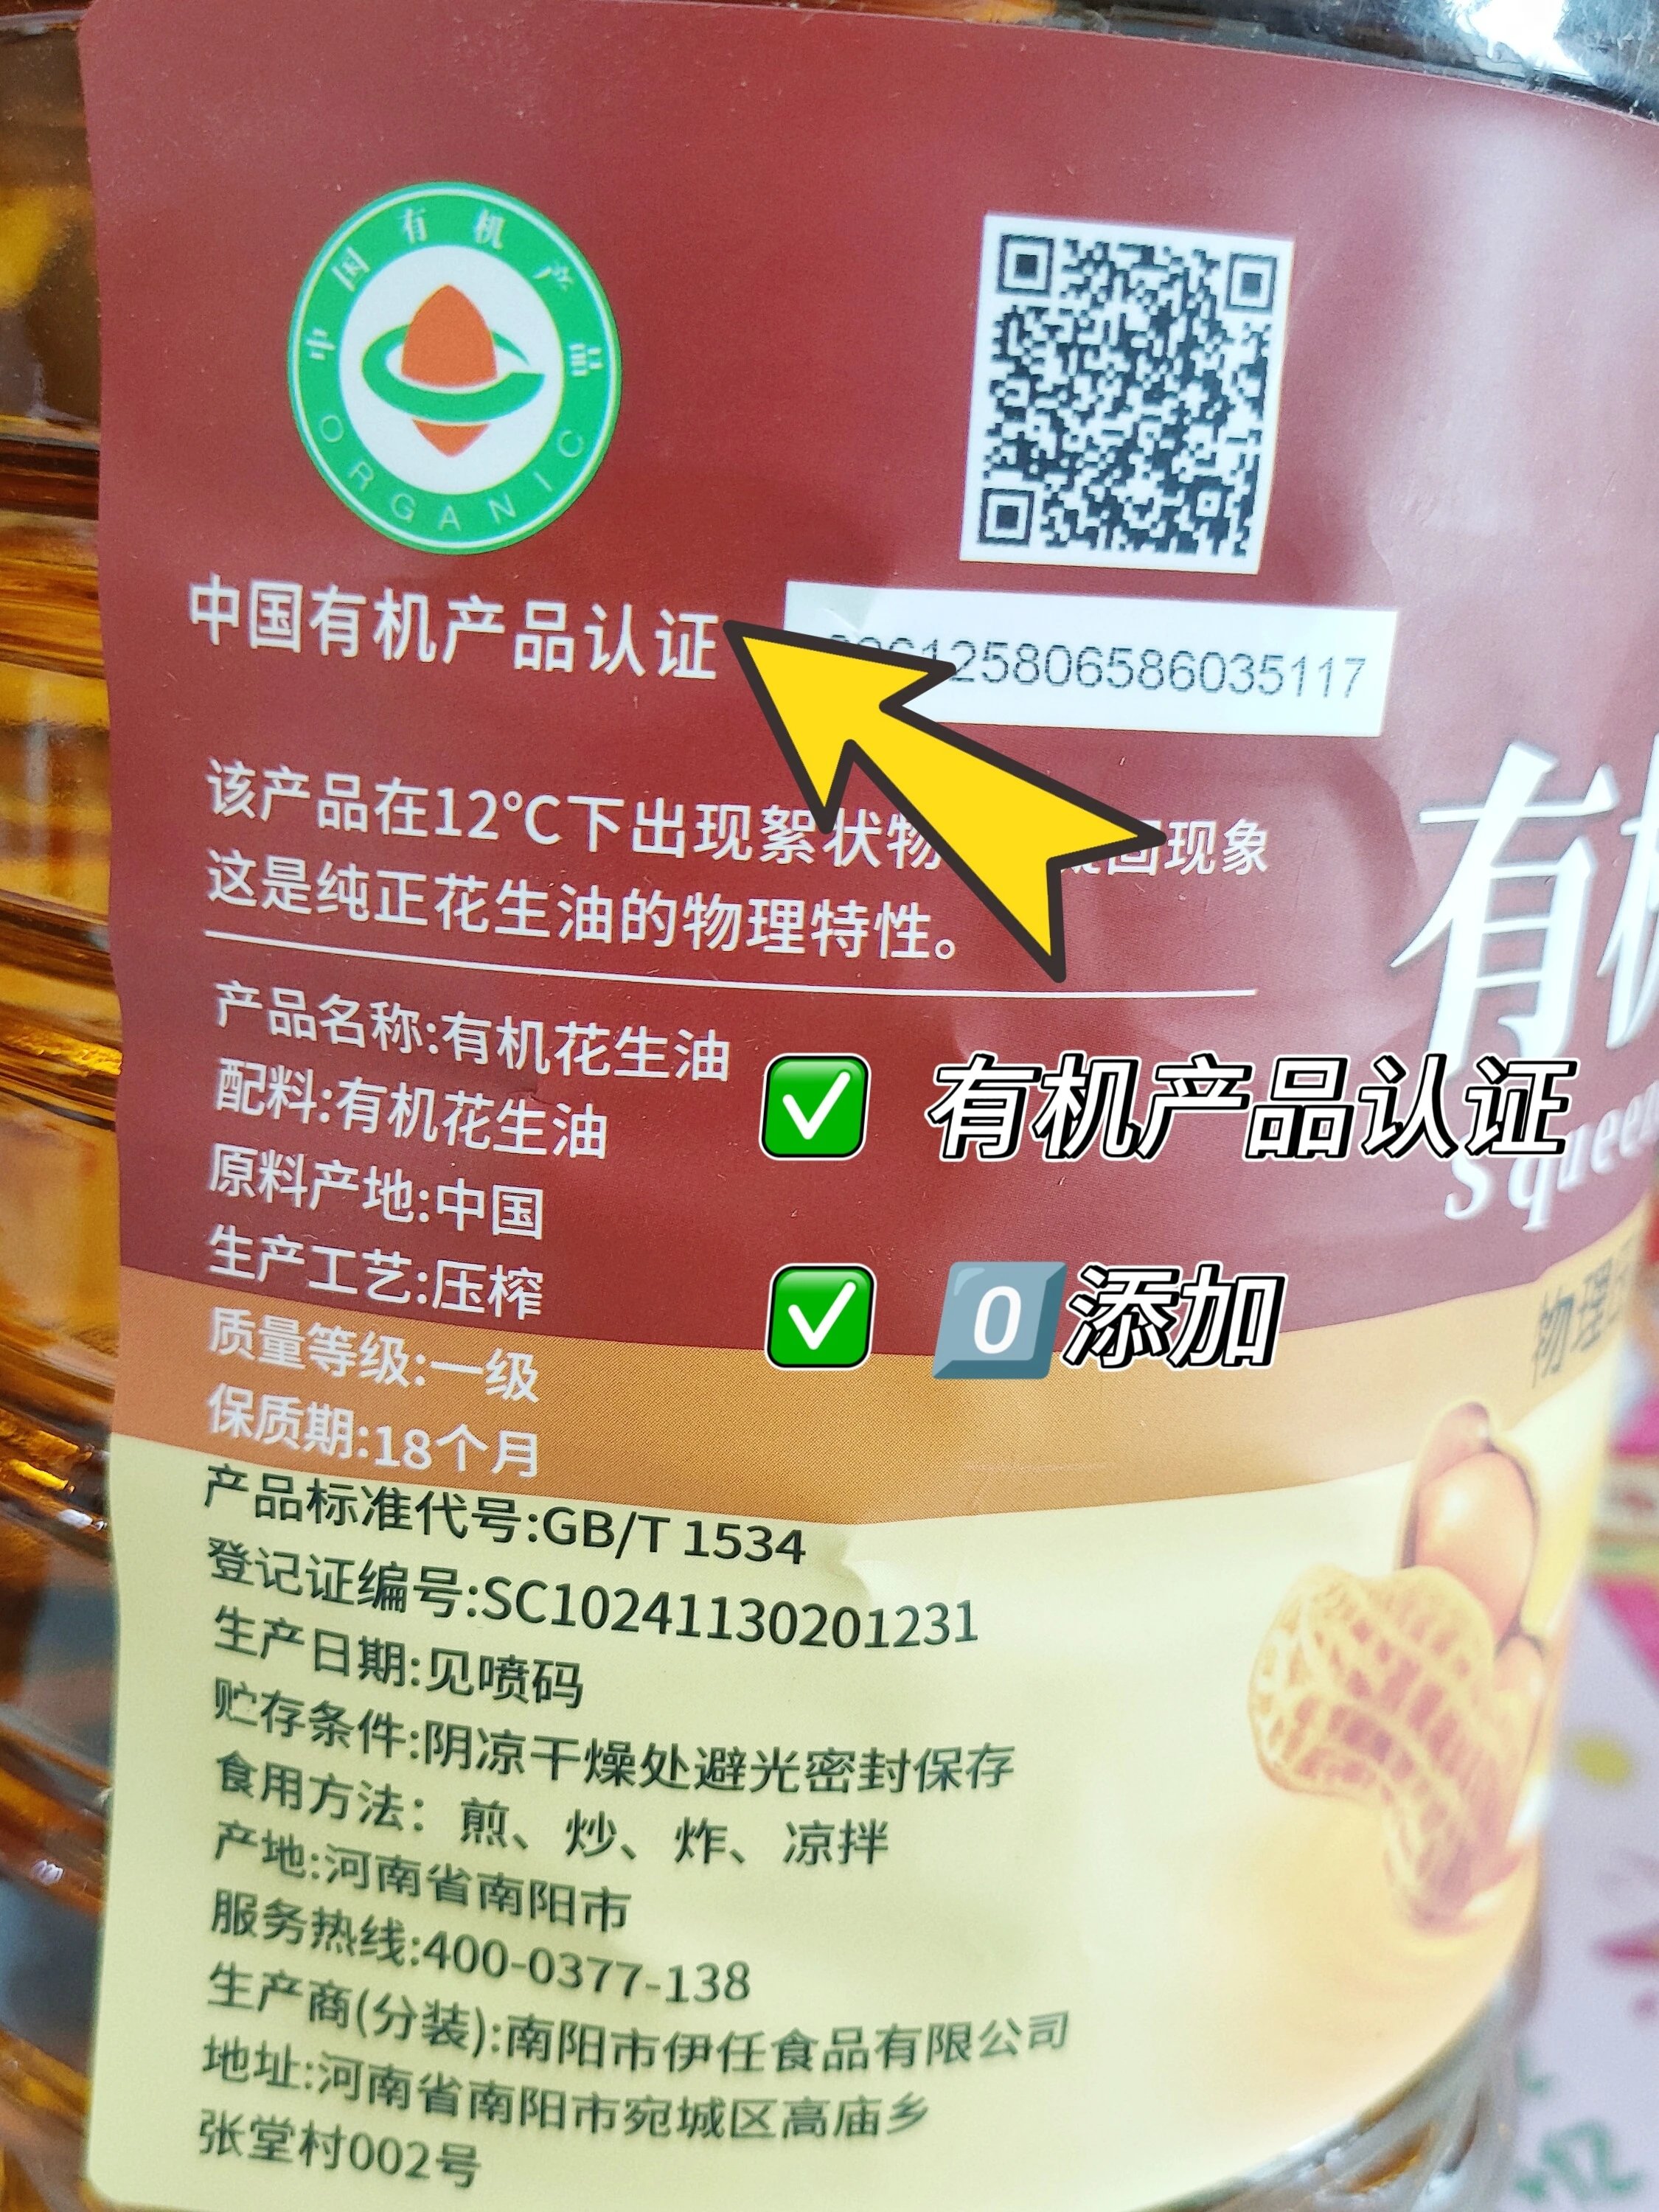 中国有机产品
ORGANIC
中国有机产品认证
125806586035117
该产品在12℃下出现絮状物 现象
这是纯正花生油的物理特性。
有机
产品名称:有机花生油
配料:有机花生油
原料产地:中国
生产工艺:压榨
质量等级:一级
保质期:18个月
✅ 有机产品认证
squeen
✅ 0️⃣添加
物理
产品标准代号:GB/T 1534
登记证编号:SC10241130201231
生产日期:见喷码
贮存条件:阴凉干燥处避光密封保存
食用方法：煎、炒、炸、凉拌
产地:河南省南阳市
服务热线:400-0377-138
生产商(分装):南阳市伊任食品有限公司
地址:河南省南阳市宛城区高庙乡
张堂村002号